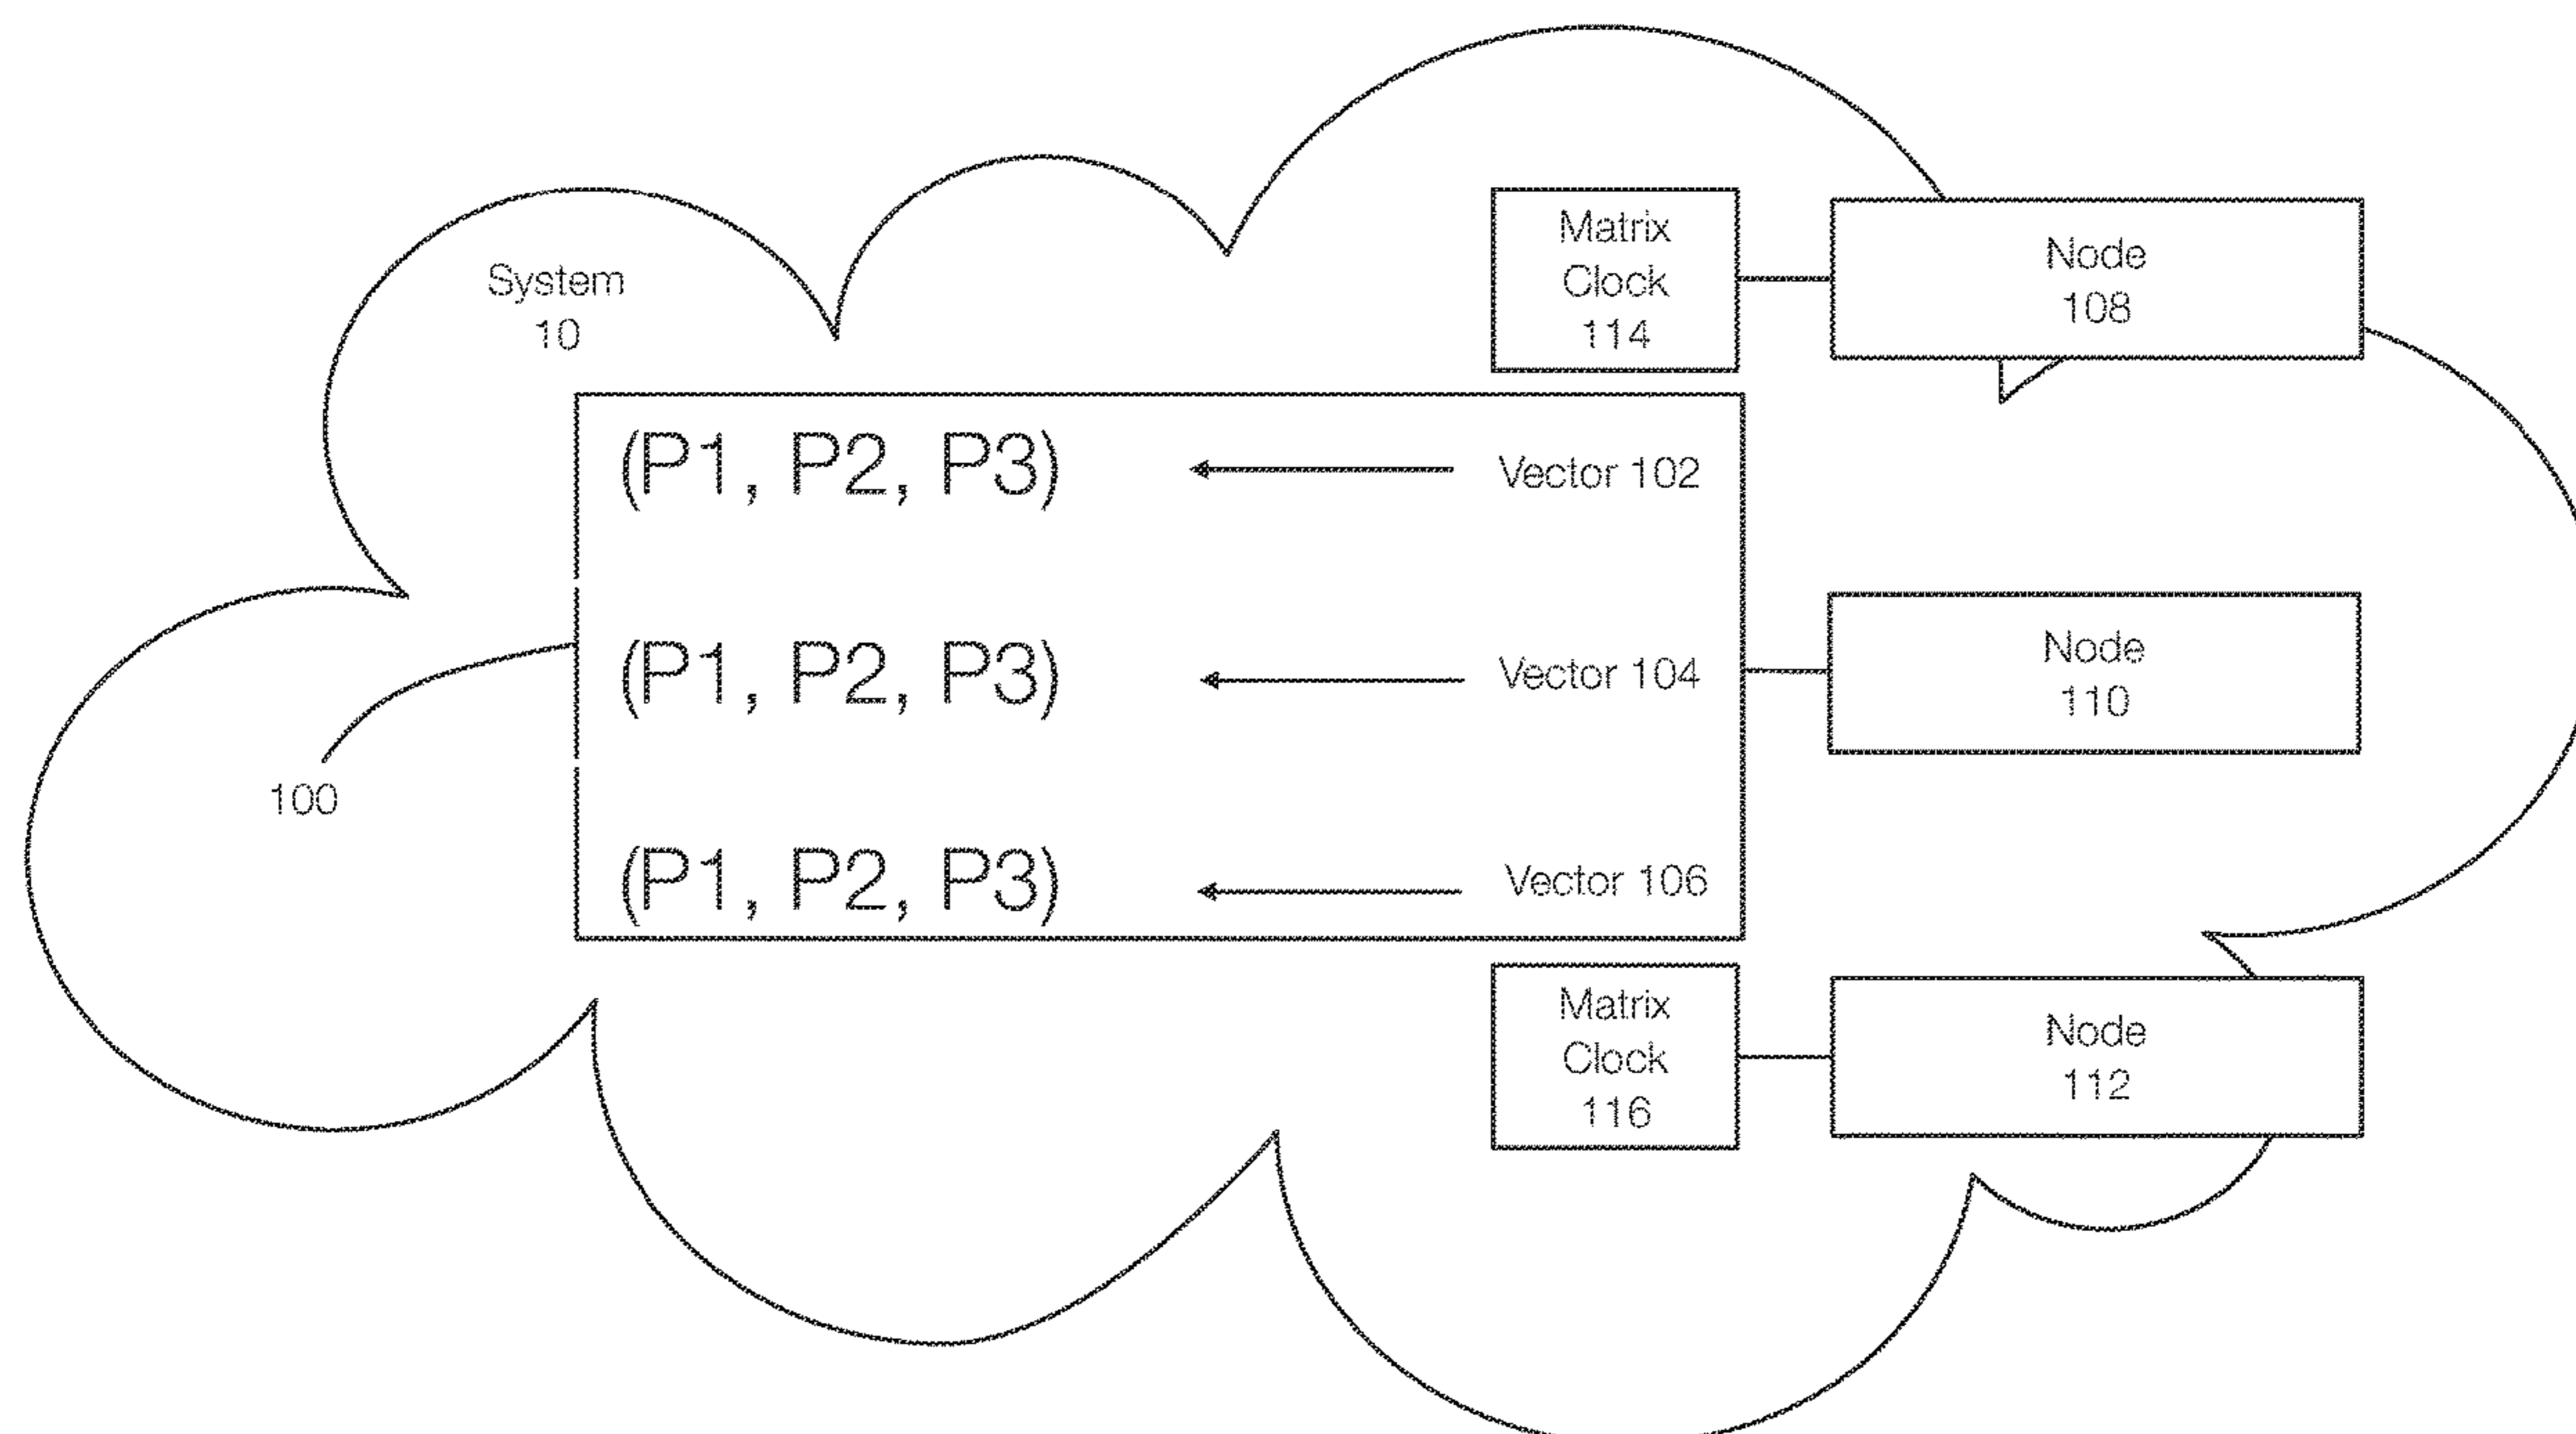 System
10
Matrix
Clock
114
Node
108
(P1, P2, P3)
Vector 102
(P1, P2, P3)
Vector 104
Node
110
100
(P1, P2, P3)
Vector 106
Matrix
Clock
116
Node
112